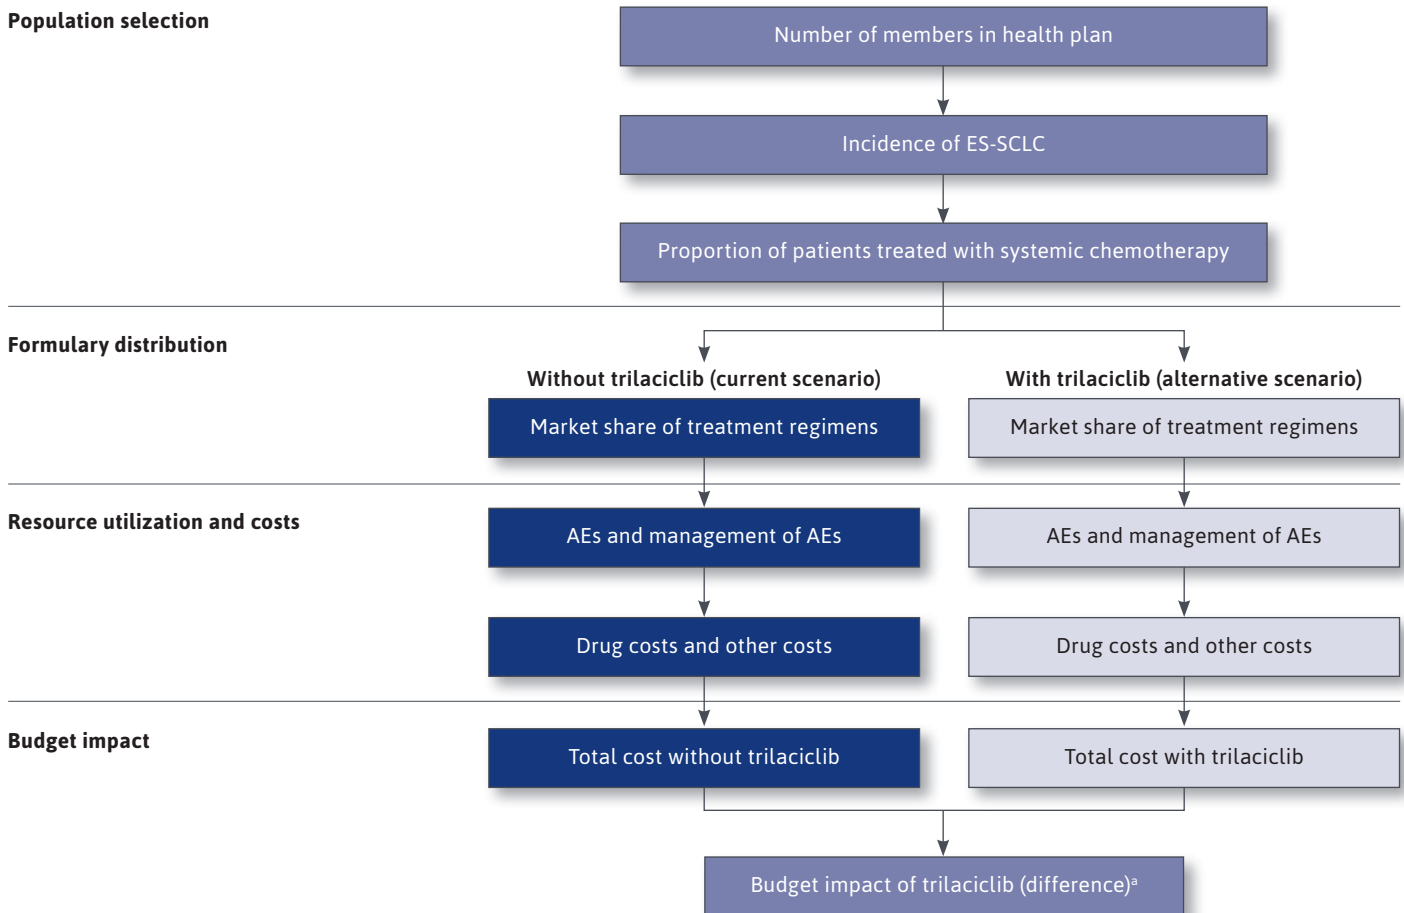 Population selection
Number of members in health plan
Incidence of ES-SCLC
Proportion of patients treated with systemic chemotherapy
Formulary distribution
Without trilaciclib (current scenario)
With trilaciclib (alternative scenario)
Market share of treatment regimens
Market share of treatment regimens
Resource utilization and costs
AEs and management of AEs
AEs and management of AEs
Drug costs and other costs
Drug costs and other costs
Budget impact
Total cost without trilaciclib
Total cost with trilaciclib
Budget impact of trilaciclib (difference)ᵃ